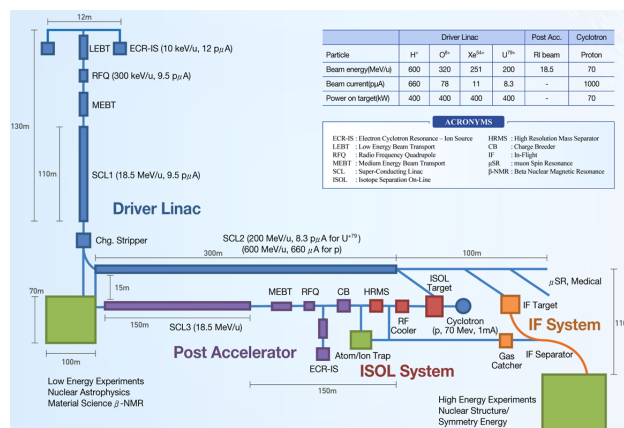 12m
LEBT
ECR-IS (10 keV/u, 12 pμA)
RFQ (300 keV/u, 9.5 pμA)
MEBT
130m
110m
SCL1 (18.5 MeV/u, 9.5 pμA)
Driver Linac
Chg. Stripper
Driver Linac Post Acc. Cyclotron
Particle H⁺ O⁸⁺ Xe⁵⁴⁺ U⁷⁹⁺ RI beam Proton
Beam energy(MeV/u) 600 320 251 200 18.5 70
Beam current(pμA) 660 78 11 8.3 - 1000
Power on target(kW) 400 400 400 400 - 70
ACRONYMS
ECR-IS : Electron Cyclotron Resonance – Ion Source
LEBT : Low Energy Beam Transport
RFQ : Radio Frequency Quadrapole
MEBT : Medium Energy Beam Transport
SCL : Super-Conducting Linac
ISOL : Isotope Separation On-Line
HRMS : High Resolution Mass Separator
CB : Charge Breeder
IF : In-Flight
μSR : muon Spin Resonance
β-NMR : Beta Nuclear Magnetic Resonance
SCL2 (200 MeV/u, 8.3 pμA for U⁺⁷⁹)
(600 MeV/u, 660 μA for p)
300m
100m
70m
15m
MEBT
RFQ
CB
HRMS
ISOL
Target
μSR, Medical
IF Target
150m
SCL3 (18.5 MeV/u)
RF
Cooler
Cyclotron
(p, 70 Mev, 1mA)
IF System
Post Accelerator
ECR-IS
Atom/Ion Trap
ISOL System
Gas
Catcher
IF Separator
100m
150m
Low Energy Experiments
Nuclear Astrophysics
Material Science β-NMR
High Energy Experiments
Nuclear Structure/
Symmetry Energy